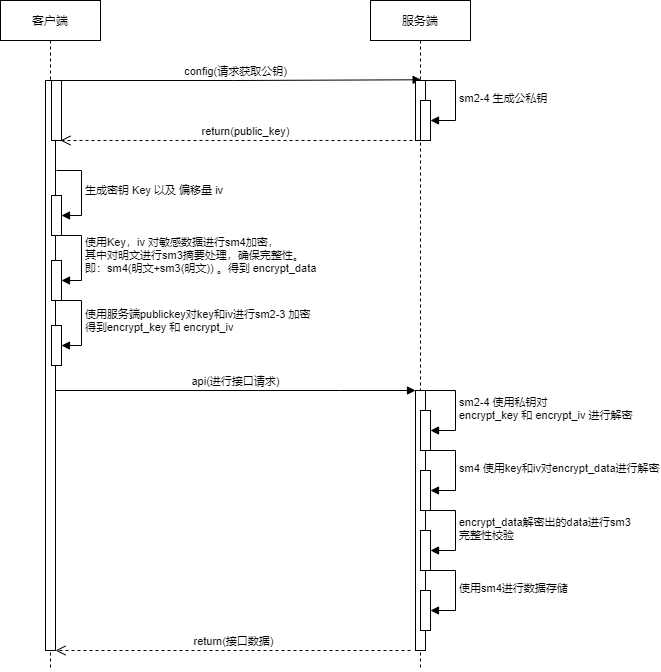 客户端
服务端
config(请求获取公钥)
sm2-4 生成公私钥
return(public_key)
生成密钥 Key 以及 偏移量 iv
使用Key，iv 对敏感数据进行sm4加密，
其中对明文进行sm3摘要处理，确保完整性。
即：sm4(明文+sm3(明文)) 。得到 encrypt_data
使用服务端publickey对key和iv进行sm2-3 加密
得到encrypt_key 和 encrypt_iv
api(进行接口请求)
sm2-4 使用私钥对
encrypt_key 和 encrypt_iv 进行解密
sm4 使用key和iv对encrypt_data进行解密
encrypt_data解密出的data进行sm3
完整性校验
使用sm4进行数据存储
return(接口数据)